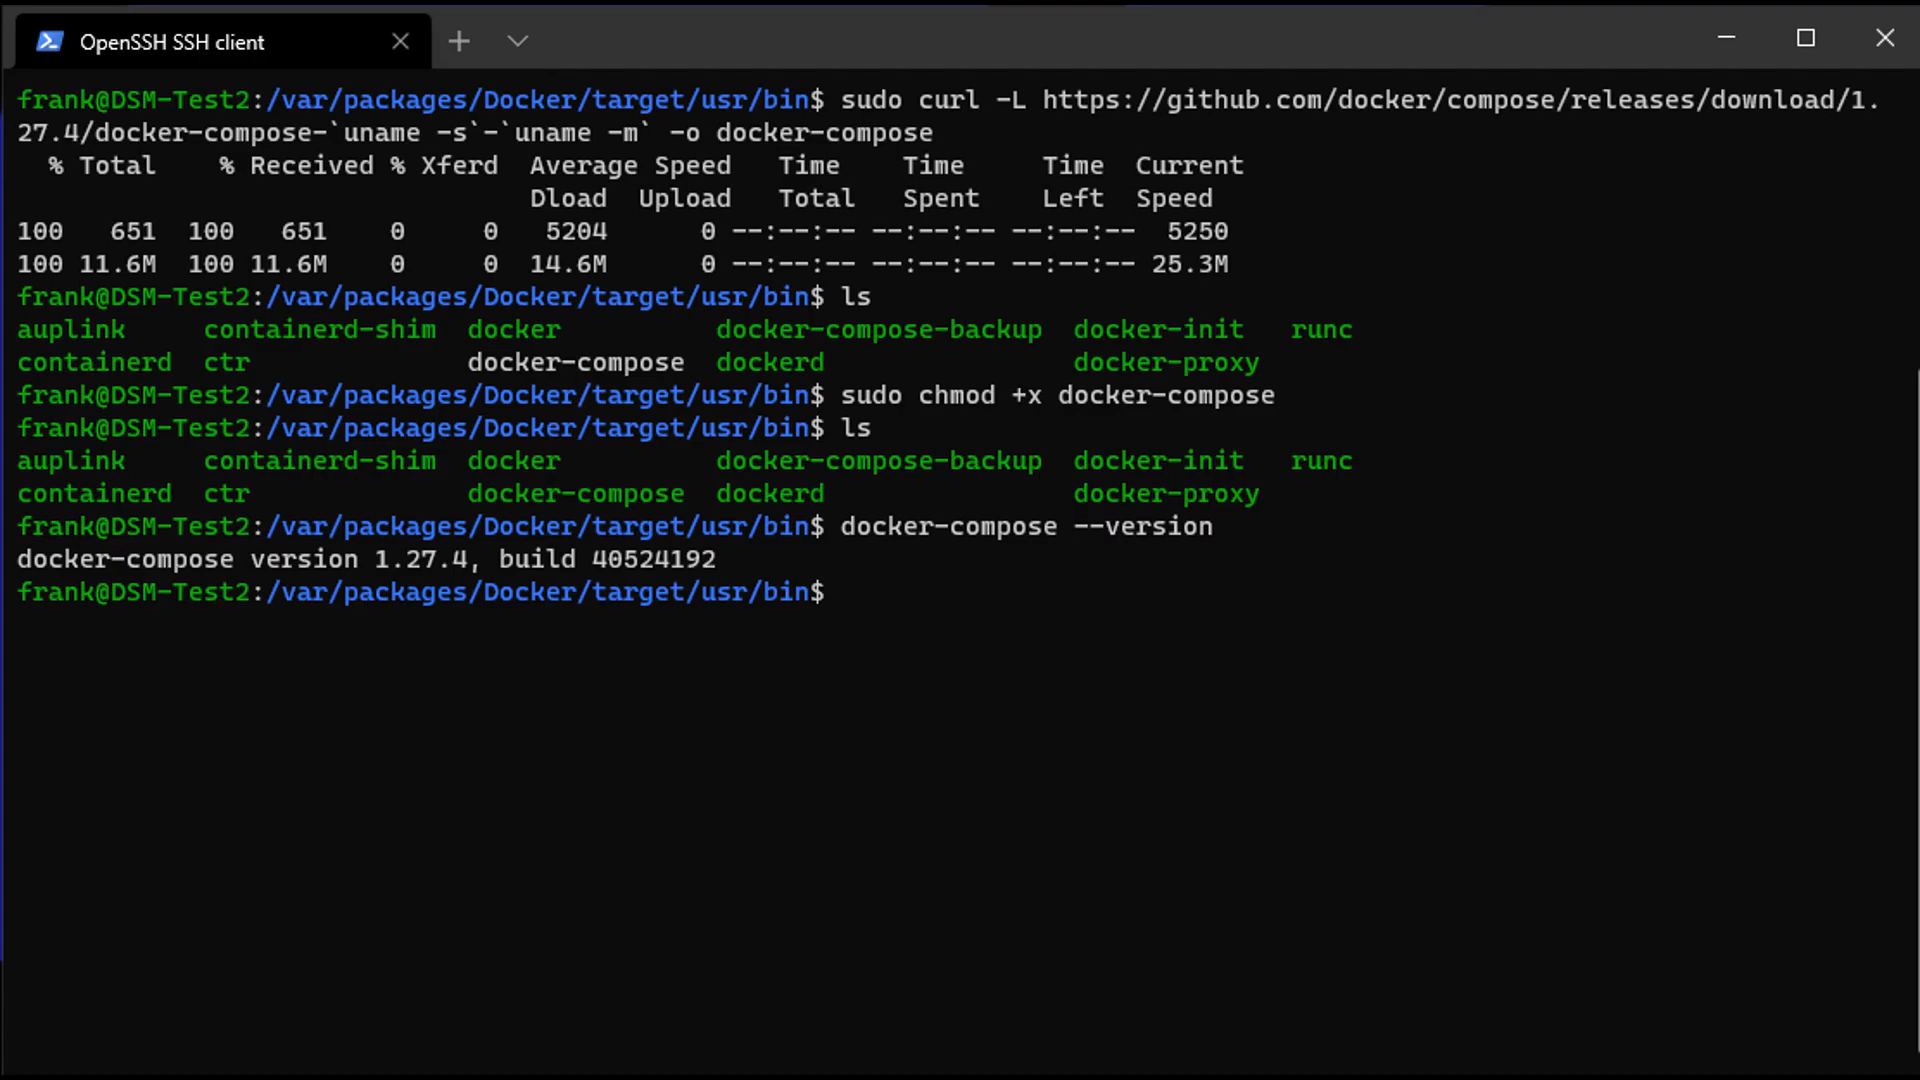 OpenSSH SSH client
frank@DSM-Test2:/var/packages/Docker/target/usr/bin$ sudo curl -L https://github.com/docker/compose/releases/download/1.
27.4/docker-compose-`uname -s`-`uname -m` -o docker-compose
  % Total    % Received % Xferd  Average Speed   Time    Time     Time  Current
                                 Dload  Upload   Total   Spent    Left  Speed
100   651  100   651    0     0   5204      0 --:--:-- --:--:-- --:--:--  5250
100 11.6M  100 11.6M    0     0  14.6M      0 --:--:-- --:--:-- --:--:-- 25.3M
frank@DSM-Test2:/var/packages/Docker/target/usr/bin$ ls
auplink     containerd-shim  docker          docker-compose-backup  docker-init   runc
containerd  ctr              docker-compose  dockerd                docker-proxy
frank@DSM-Test2:/var/packages/Docker/target/usr/bin$ sudo chmod +x docker-compose
frank@DSM-Test2:/var/packages/Docker/target/usr/bin$ ls
auplink     containerd-shim  docker          docker-compose-backup  docker-init   runc
containerd  ctr              docker-compose  dockerd                docker-proxy
frank@DSM-Test2:/var/packages/Docker/target/usr/bin$ docker-compose --version
docker-compose version 1.27.4, build 40524192
frank@DSM-Test2:/var/packages/Docker/target/usr/bin$